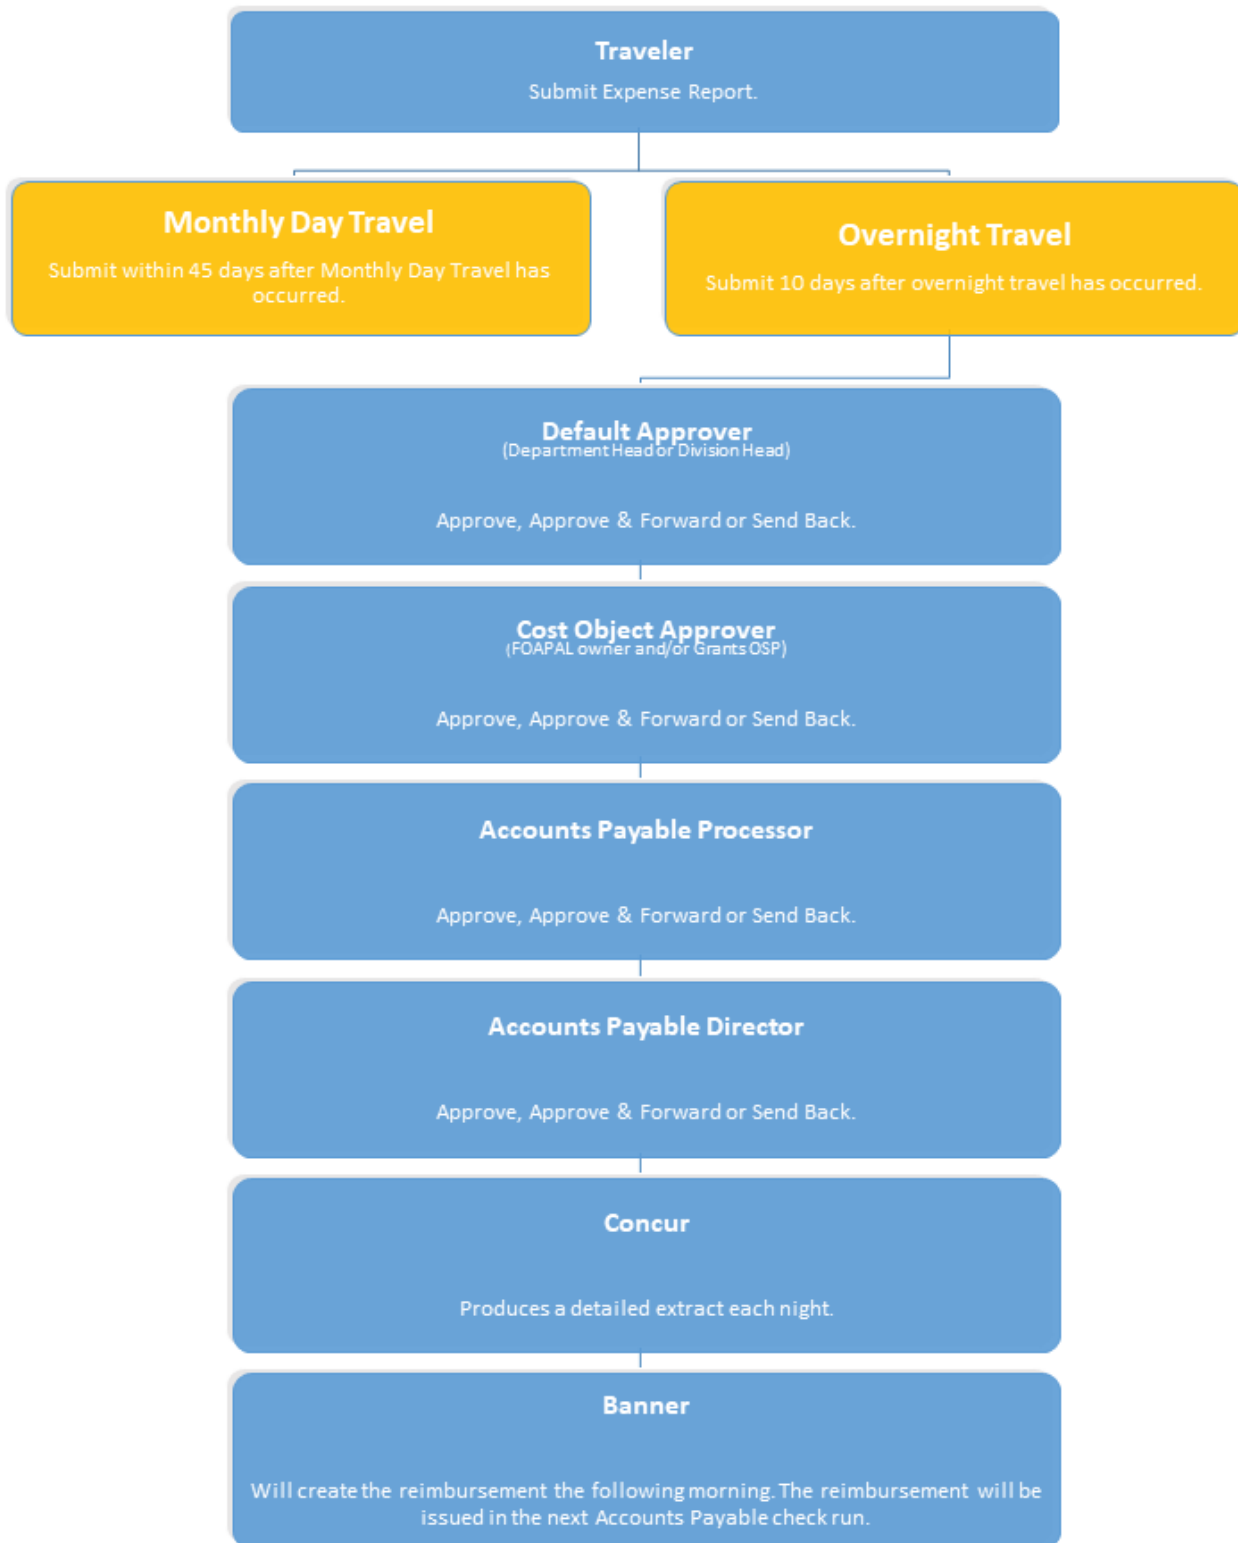 Traveler
Submit Expense Report.
Monthly Day Travel
Submit within 45 days after Monthly Day Travel has
occurred.
Overnight Travel
Submit 10 days after overnight travel has occurred.
Default Approver
(Department Head or Division Head)
Approve, Approve & Forward or Send Back.
Cost Object Approver
(FOAPAL owner and/or Grants OSP)
Approve, Approve & Forward or Send Back.
Accounts Payable Processor
Approve, Approve & Forward or Send Back.
Accounts Payable Director
Approve, Approve & Forward or Send Back.
Concur
Produces a detailed extract each night.
Banner
Will create the reimbursement the following morning. The reimbursement will be
issued in the next Accounts Payable check run.